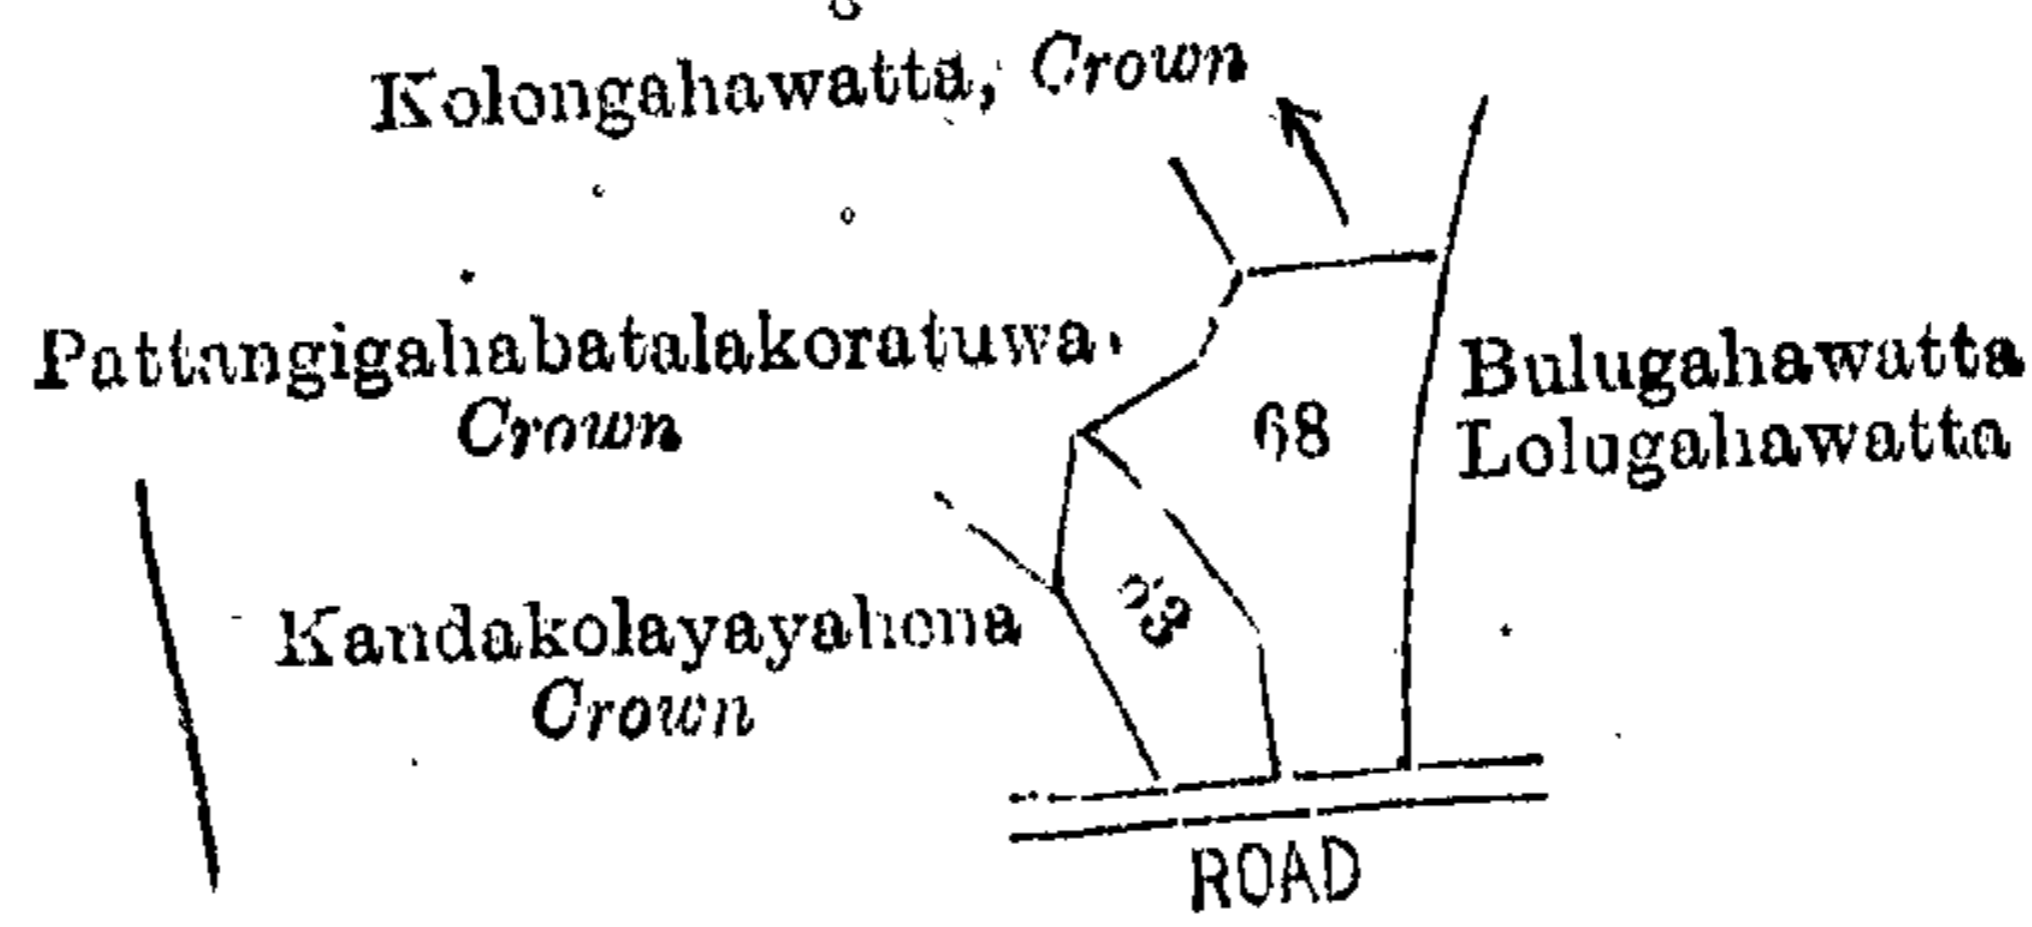 Kolongahawatta, Crown
Pattangigahabatalakoratuwa,
Crown
Bulugahawatta
Lolugahawatta
68
Kandakolayayahena
Crown
ROAD